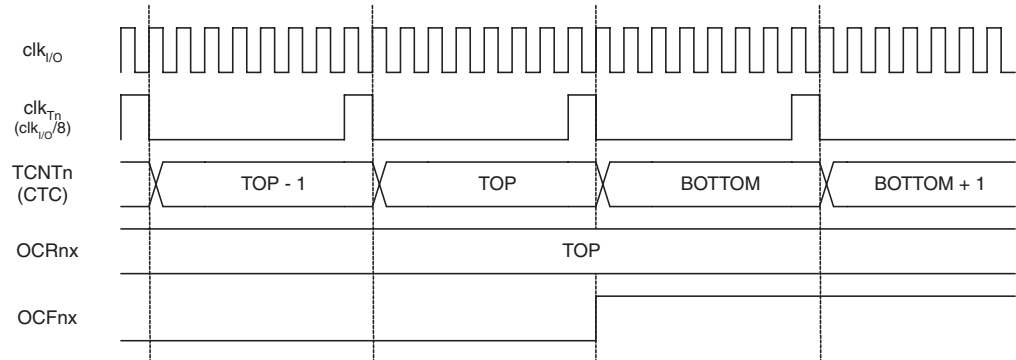 clkI/O
clkTn
(clkI/O/8)
TCNTn
(CTC)
TOP - 1
TOP
BOTTOM
BOTTOM + 1
OCRnx
TOP
OCFnx